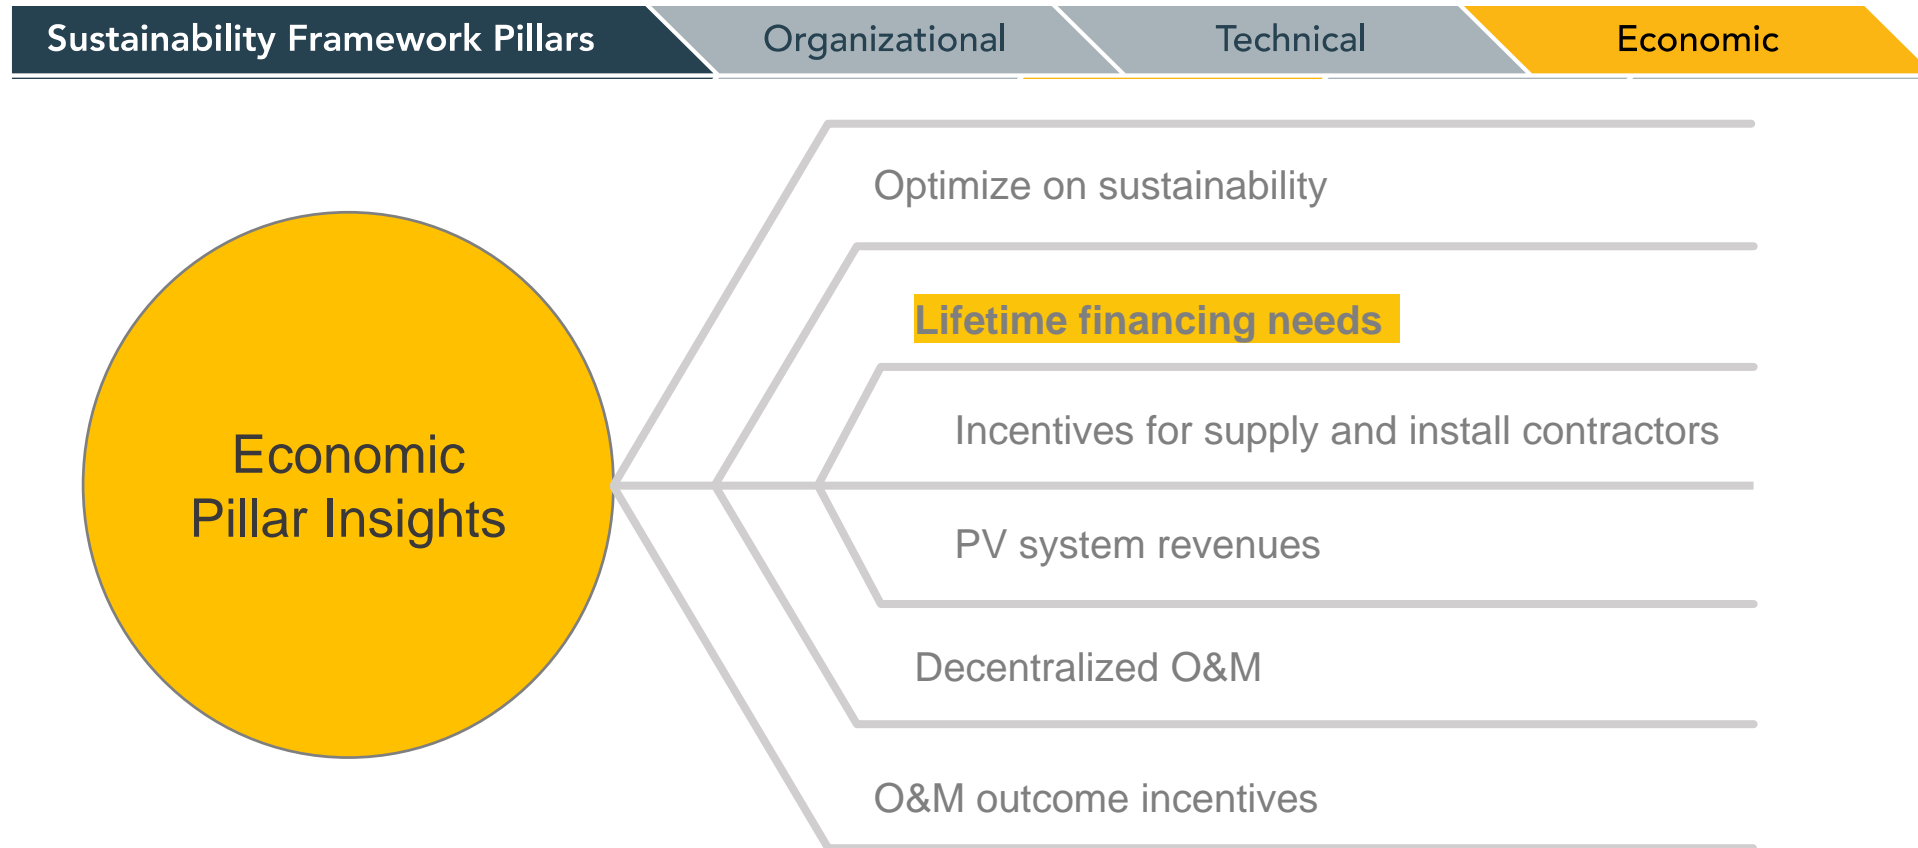 Sustainability Framework Pillars
Organizational
Technical
Economic
Economic
Pillar Insights
Optimize on sustainability
Lifetime financing needs
Incentives for supply and install contractors
PV system revenues
Decentralized O&M
O&M outcome incentives